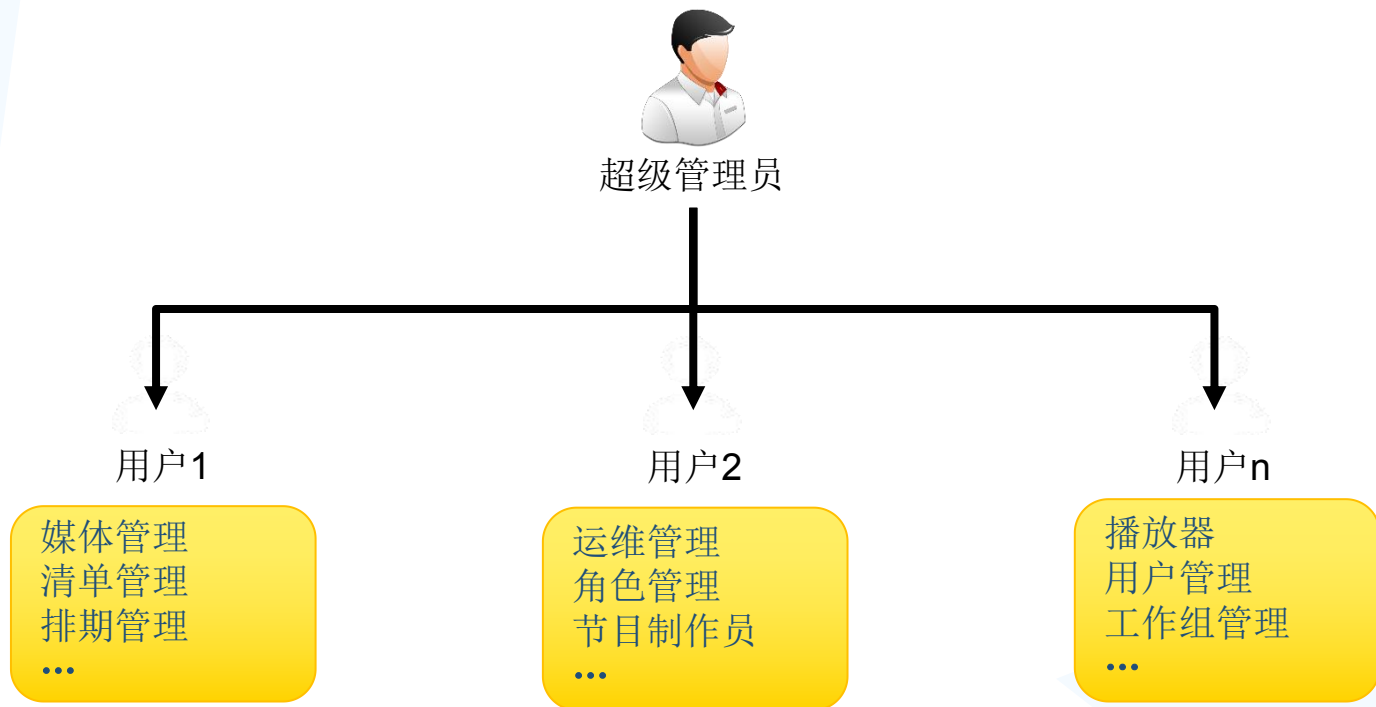 超级管理员
用户1
用户2
用户n
媒体管理
清单管理
排期管理
...
运维管理
角色管理
节目制作员
...
播放器
用户管理
工作组管理
...